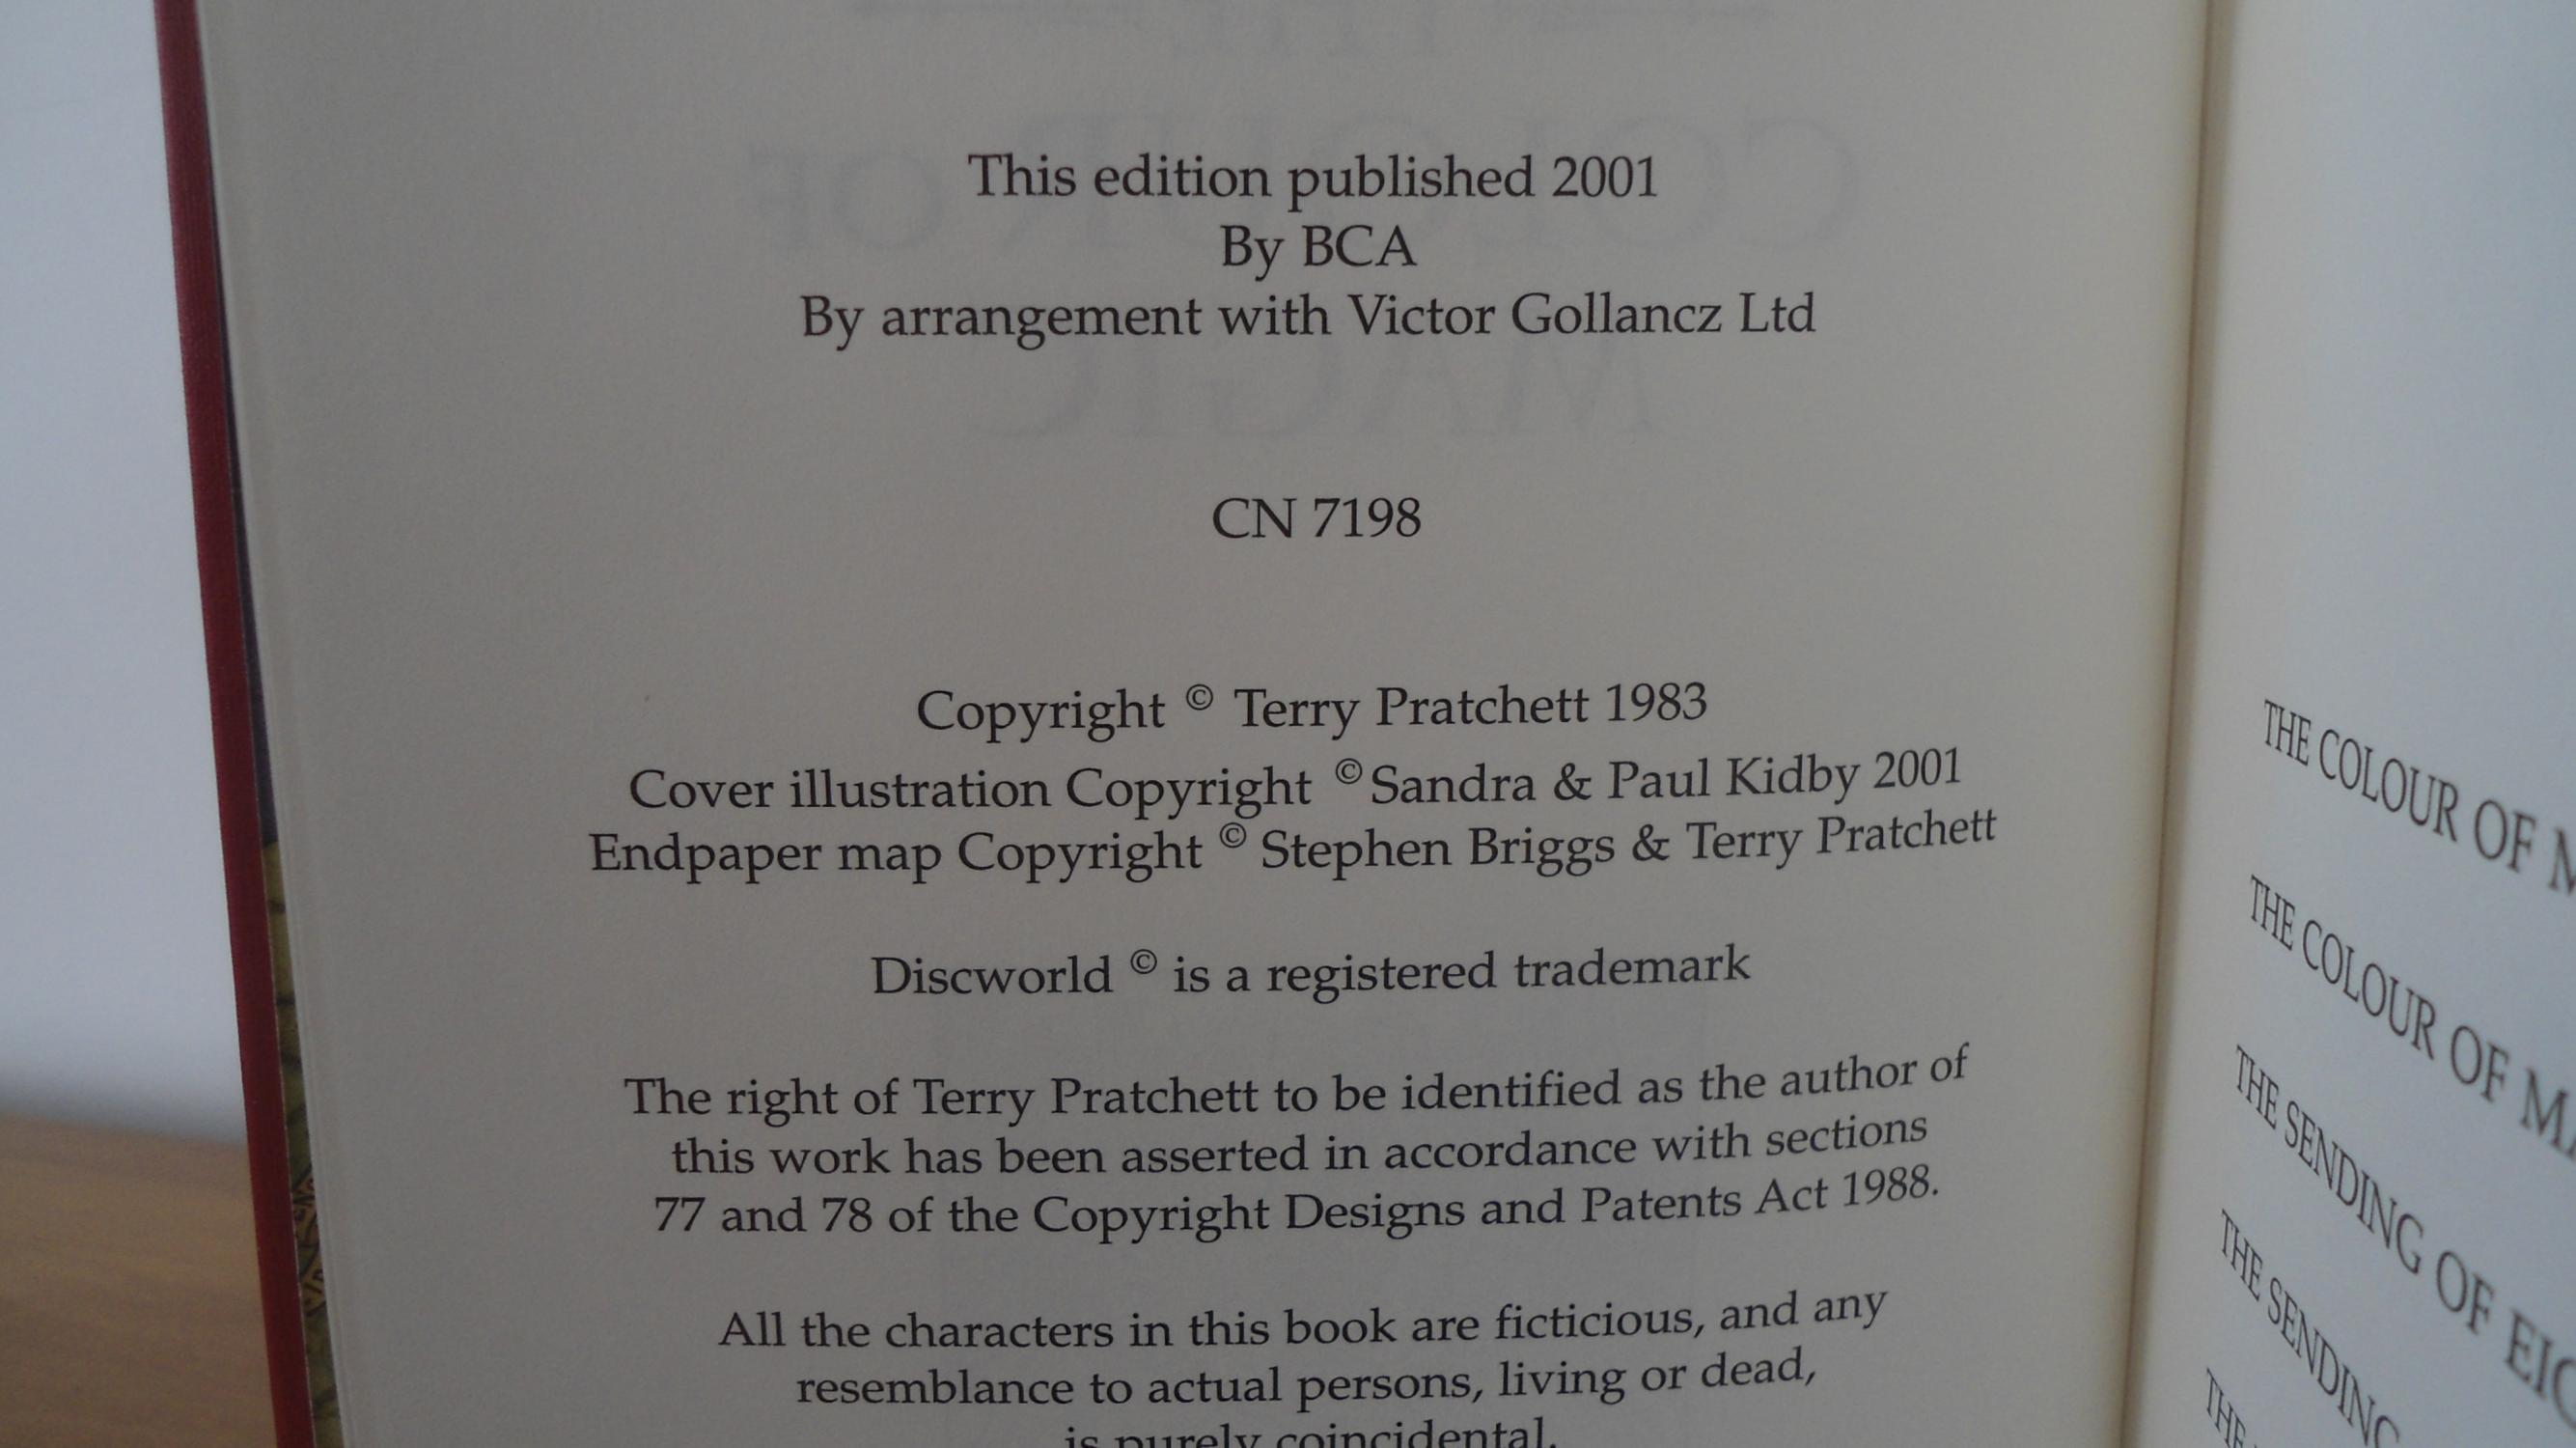 This edition published 2001
By BCA
By arrangement with Victor Gollancz Ltd
CN 7198
Copyright © Terry Pratchett 1983
Cover illustration Copyright © Sandra & Paul Kidby 2001
Endpaper map Copyright © Stephen Briggs & Terry Pratchett
Discworld © is a registered trademark
The right of Terry Pratchett to be identified as the author of
this work has been asserted in accordance with sections
77 and 78 of the Copyright Designs and Patents Act 1988.
All the characters in this book are ficticious, and any
resemblance to actual persons, living or dead,
is purely coincidental.
THE COLOUR OF
THE COLOUR OF
THE SENDING OF
THE SENDING
THE